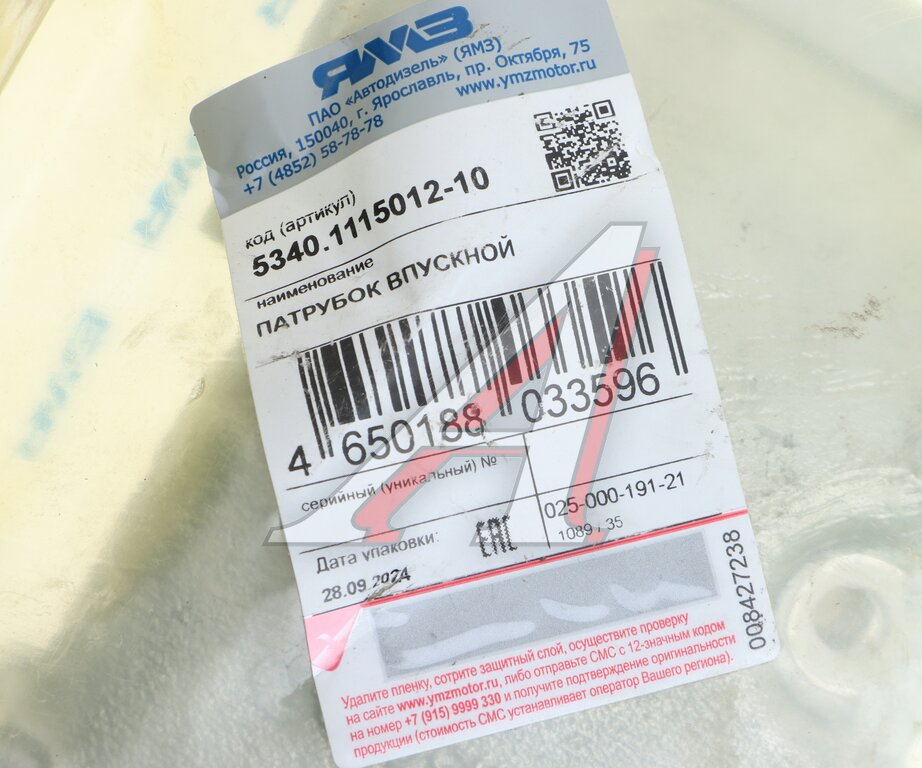 ЯМЗ
ПАО «Автодизель» (ЯМЗ)
Россия, 150040, г. Ярославль, пр. Октября, 75
+7 (4852) 58-78-78
www.ymzmotor.ru
код (артикул)
5340.1115012-10
наименование
ПАТРУБОК ВПУСКНОЙ
4 650188 033596
серийный (уникальный) №
025-000-191-21
1089 / 35
Дата упаковки:
28.09.2024
EAC
008427238
Удалите пленку, сотрите защитный слой, осуществите проверку
на сайте www.ymzmotor.ru, либо отправьте СМС с 12-значным кодом
на номер +7 (915) 9999 330 и получите подтверждение оригинальности
продукции (стоимость СМС устанавливает оператор Вашего региона).